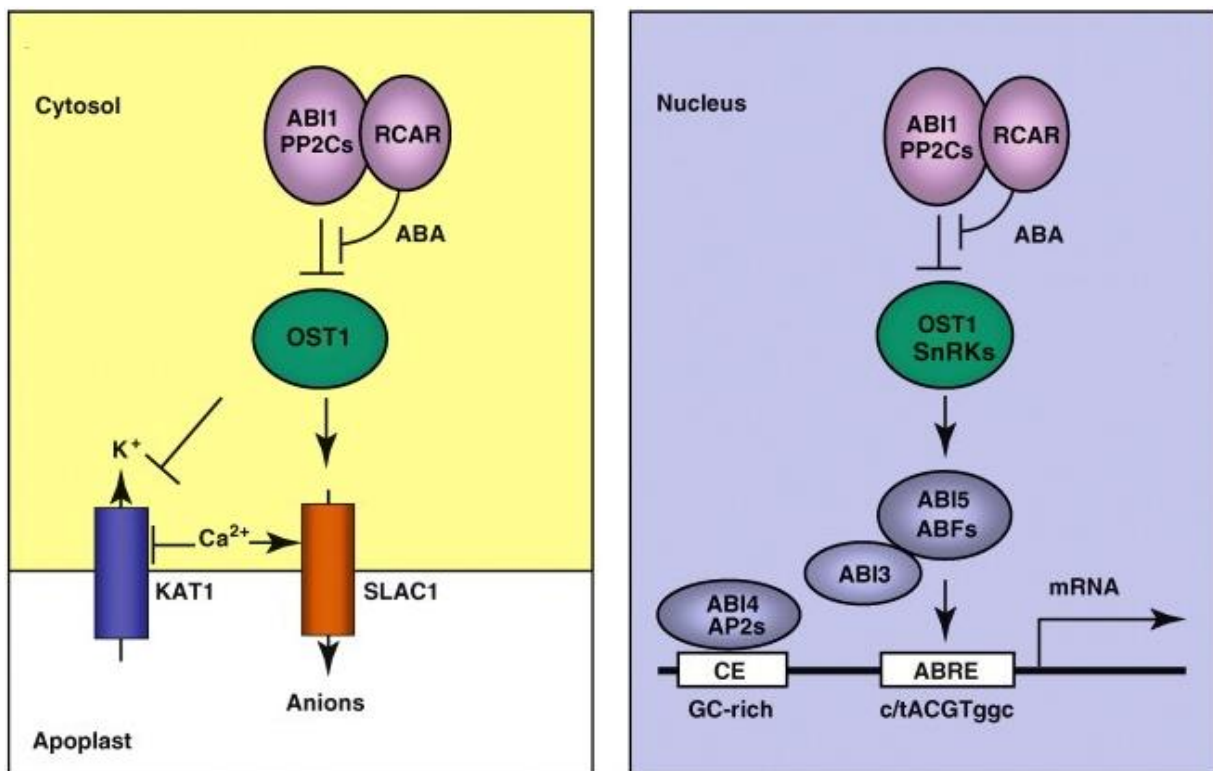 Cytosol
ABI1
PP2Cs
RCAR
ABA
OST1
K+
Ca2+
KAT1
SLAC1
Anions
Apoplast
Nucleus
ABI1
PP2Cs
RCAR
ABA
OST1
SnRKs
ABI5
ABFs
ABI3
ABI4
AP2s
mRNA
CE
ABRE
GC-rich
c/tACGTggc